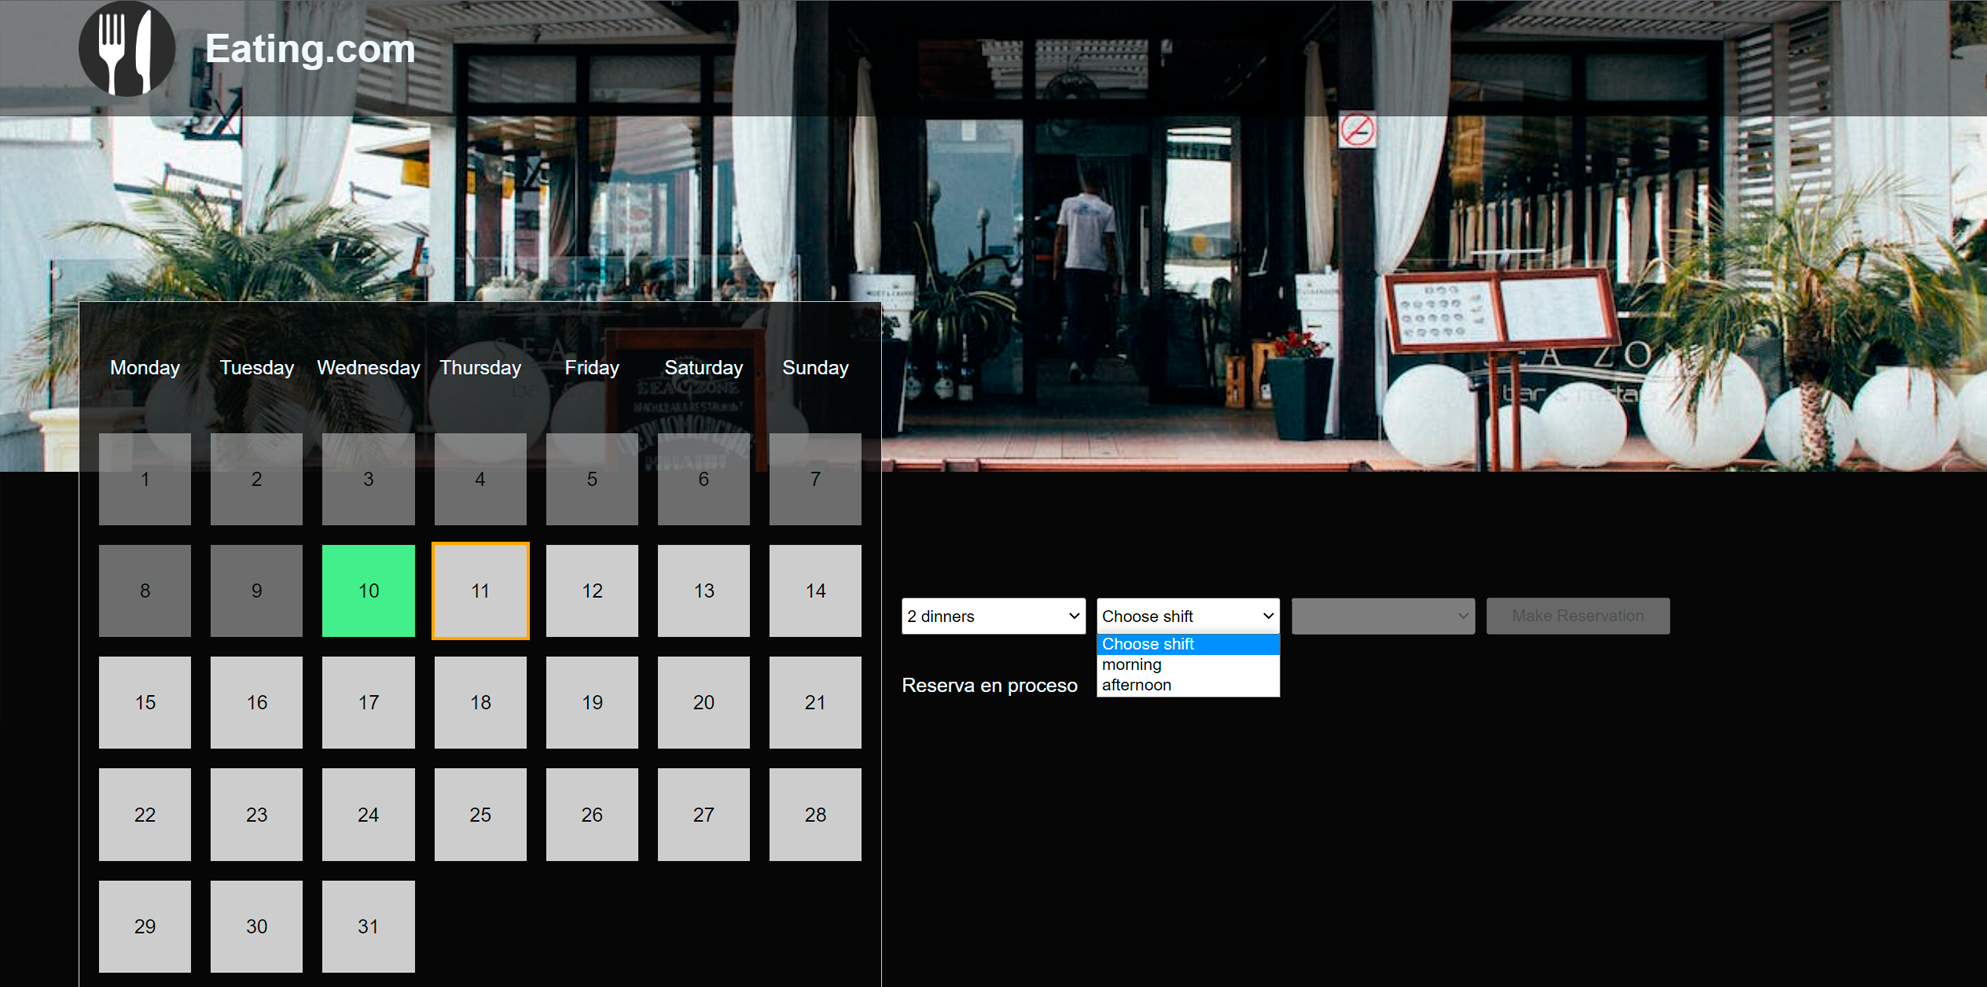 Eating.com
Monday Tuesday Wednesday Thursday Friday Saturday Sunday
1 2 3 4 5 6 7
8 9 10 11 12 13 14
15 16 17 18 19 20 21
22 23 24 25 26 27 28
29 30 31
2 dinners
Choose shift
Choose shift
morning
afternoon
Make Reservation
Reserva en proceso